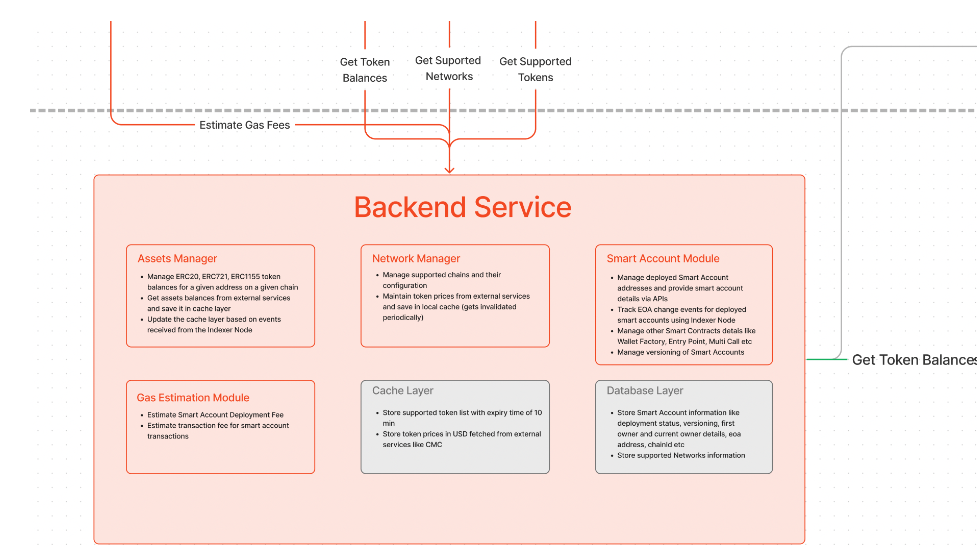 Get Token
Balances
Get Suported
Networks
Get Supported
Tokens
Estimate Gas Fees
Backend Service
Assets Manager
• Manage ERC20, ERC721, ERC1155 token
balances for a given address on a given chain
• Get assets balances from external services
and save it in cache layer
• Update the cache layer based on events
received from the Indexer Node
Network Manager
• Manage supported chains and their
configuration
• Maintain token prices from external services
and save in local cache (gets invalidated
periodically)
Smart Account Module
• Manage deployed Smart Account
addresses and provide smart account
details via APIs
• Track EOA change events for deployed
smart accounts using Indexer Node
• Manage other Smart Contracts detais like
Wallet Factory, Entry Point, Multi Call etc
• Manage versioning of Smart Accounts
Get Token Balances
Gas Estimation Module
• Estimate Smart Account Deployment Fee
• Estimate transaction fee for smart account
transactions
Cache Layer
• Store supported token list with expiry time of 10
min
• Store token prices in USD fetched from external
services like CMC
Database Layer
• Store Smart Account information like
deployment status, versioning, first
owner and current owner details, eoa
address, chainId etc
• Store supported Networks information